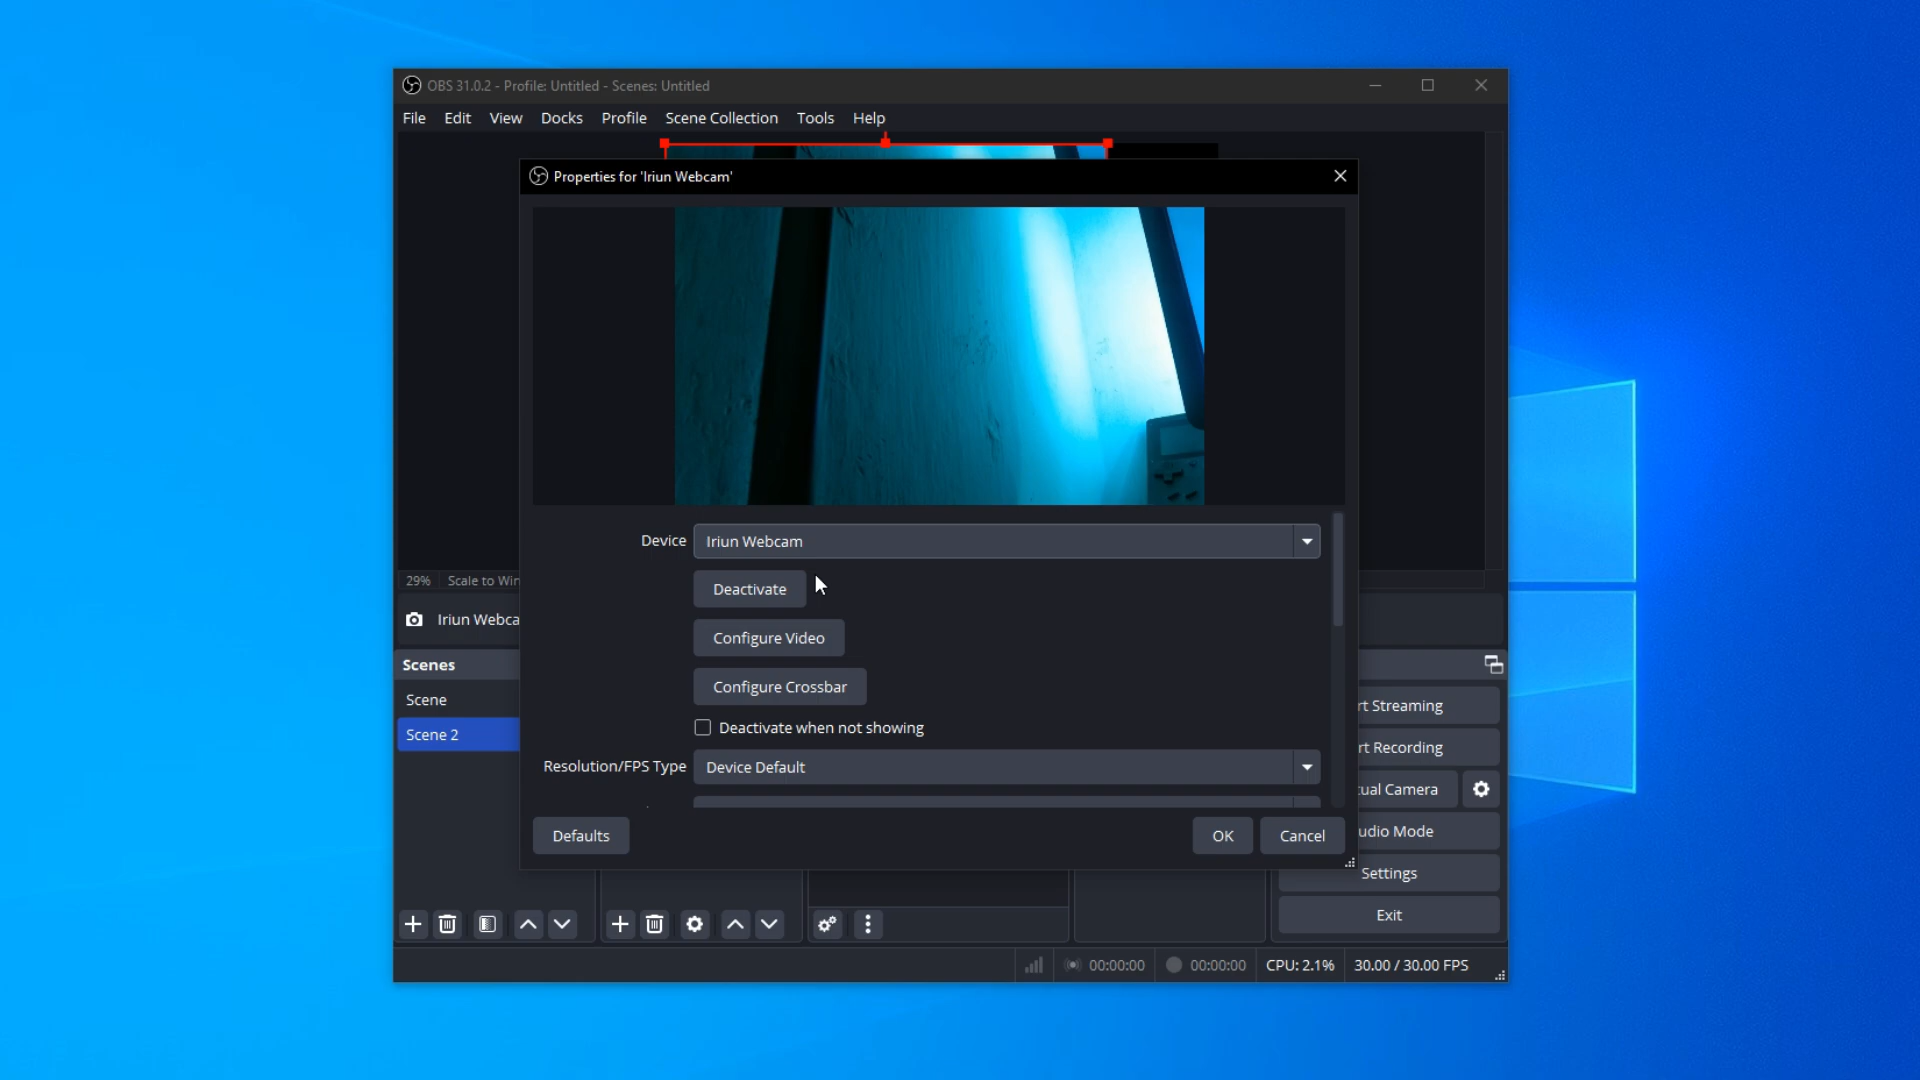 OBS 31.0.2 - Profile: Untitled - Scenes: Untitled
File Edit View Docks Profile Scene Collection Tools Help
Properties for 'Iriun Webcam'
Device Iriun Webcam
Deactivate
Configure Video
Configure Crossbar
Deactivate when not showing
Resolution/FPS Type Device Default
Defaults OK Cancel
29% Scale to Win
Iriun Webca
Scenes
Scene
Scene 2
rt Streaming
rt Recording
tual Camera
udio Mode
Settings
Exit
00:00:00 00:00:00 CPU: 2.1% 30.00 / 30.00 FPS